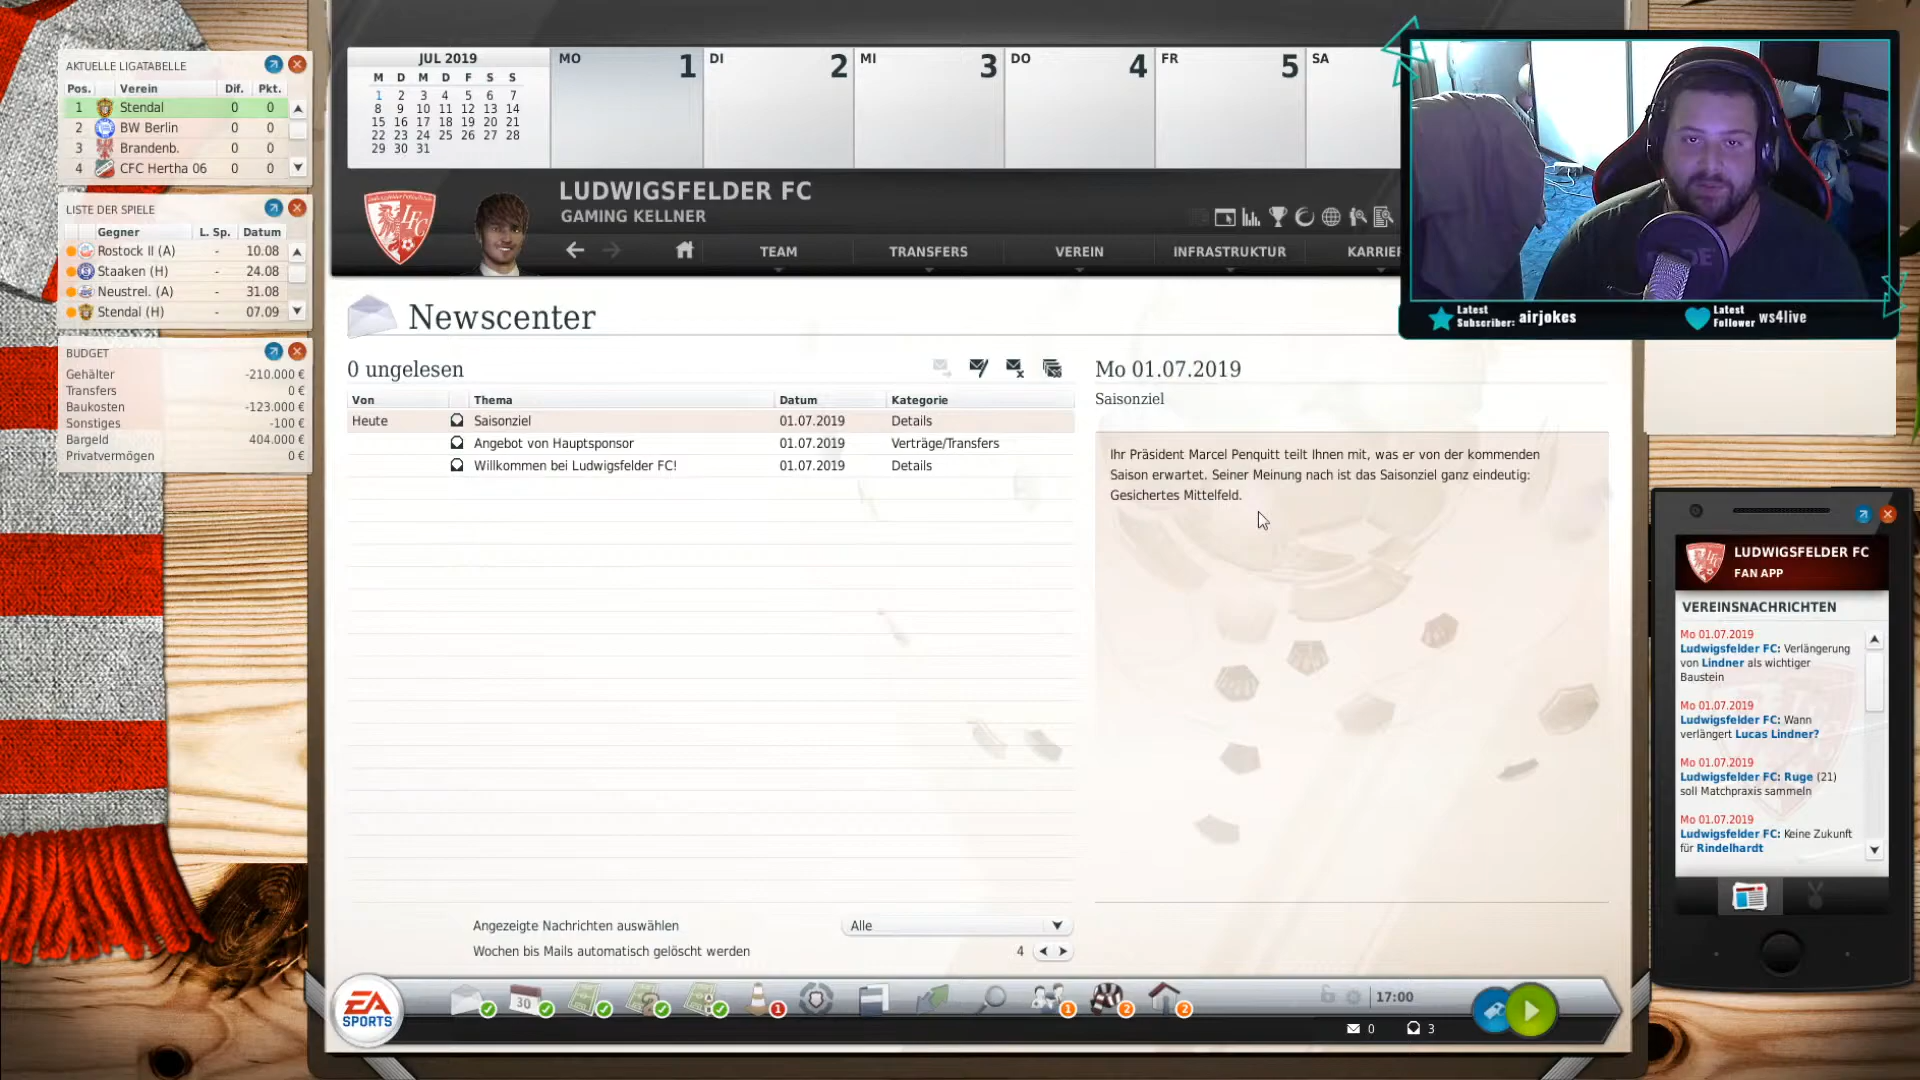 AKTUELLE LIGATABELLE
Pos. Verein Dif. Pkt.
1 Stendal 0 0
2 BW Berlin 0 0
3 Brandenb. 0 0
4 CFC Hertha 06 0 0
LISTE DER SPIELE
Gegner L. Sp. Datum
Rostock II (A) - 10.08
Staaken (H) - 24.08
Neustrel. (A) - 31.08
Stendal (H) - 07.09
BUDGET
Gehälter -210.000 €
Transfers 0 €
Baukosten -123.000 €
Sonstiges -100 €
Bargeld 404.000 €
Privatvermögen 0 €
JUL 2019
M D M D F S S
1 2 3 4 5 6 7
8 9 10 11 12 13 14
15 16 17 18 19 20 21
22 23 24 25 26 27 28
29 30 31
MO 1 DI 2 MI 3 DO 4 FR 5 SA
LUDWIGSFELDER FC
GAMING KELLNER
TEAM TRANSFERS VEREIN INFRASTRUKTUR KARRIER
Latest Subscriber: airjokes
Latest Follower ws4live
Newscenter
0 ungelesen
Von Thema Datum Kategorie
Heute Saisonziel 01.07.2019 Details
Angebot von Hauptsponsor 01.07.2019 Verträge/Transfers
Willkommen bei Ludwigsfelder FC! 01.07.2019 Details
Mo 01.07.2019
Saisonziel
Ihr Präsident Marcel Penquitt teilt Ihnen mit, was er von der kommenden
Saison erwartet. Seiner Meinung nach ist das Saisonziel ganz eindeutig:
Gesichertes Mittelfeld.
Angezeigte Nachrichten auswählen Alle
Wochen bis Mails automatisch gelöscht werden 4
LUDWIGSFELDER FC
FAN APP
VEREINSNACHRICHTEN
Mo 01.07.2019
Ludwigsfelder FC: Verlängerung
von Lindner als wichtiger
Baustein
Mo 01.07.2019
Ludwigsfelder FC: Wann
verlängert Lucas Lindner?
Mo 01.07.2019
Ludwigsfelder FC: Ruge (21)
soll Matchpraxis sammeln
Mo 01.07.2019
Ludwigsfelder FC: Keine Zukunft
für Rindelhardt
EA
SPORTS
30 1 1 2 2
17:00
0 3